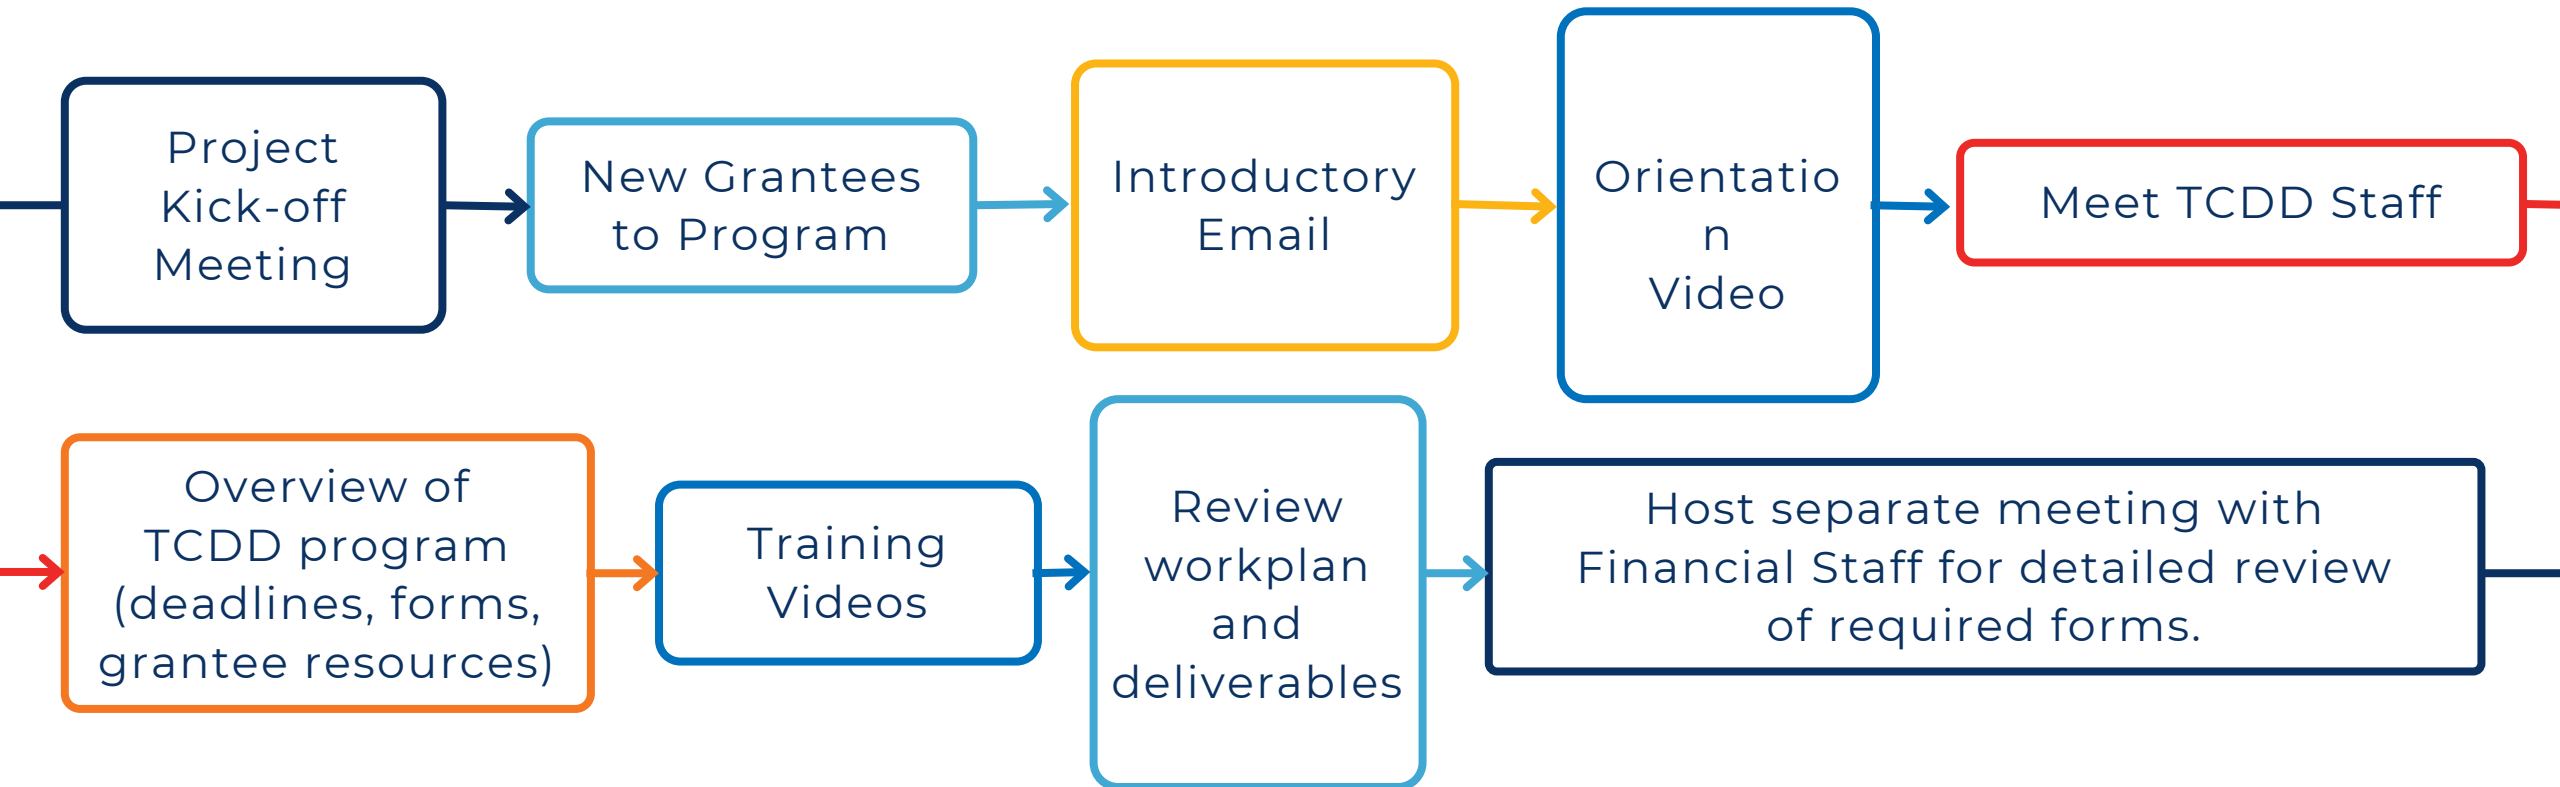 Project
Kick-off
Meeting
New Grantees
to Program
Introductory
Email
Orientatio
n
Video
Meet TCDD Staff
Overview of
TCDD program
(deadlines, forms,
grantee resources)
Training
Videos
Review
workplan
and
deliverables
Host separate meeting with
Financial Staff for detailed review
of required forms.